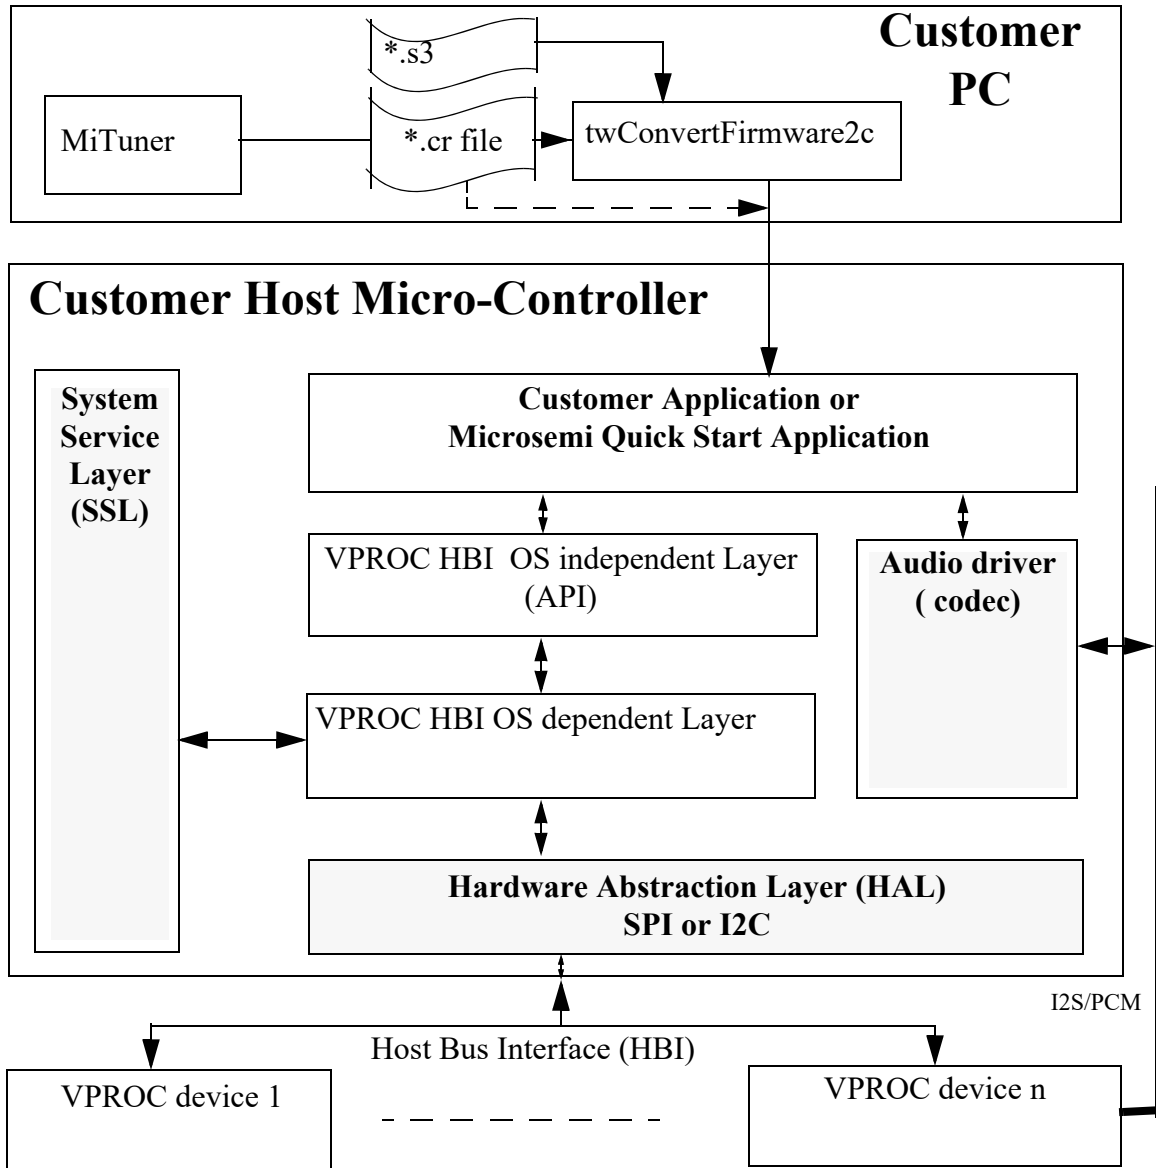 Customer
PC
*.s3
MiTuner
*.cr file
twConvertFirmware2c
Customer Host Micro-Controller
System
Service
Layer
(SSL)
Customer Application or
Microsemi Quick Start Application
VPROC HBI OS independent Layer
(API)
Audio driver
( codec)
VPROC HBI OS dependent Layer
Hardware Abstraction Layer (HAL)
SPI or I2C
I2S/PCM
Host Bus Interface (HBI)
VPROC device 1
VPROC device n